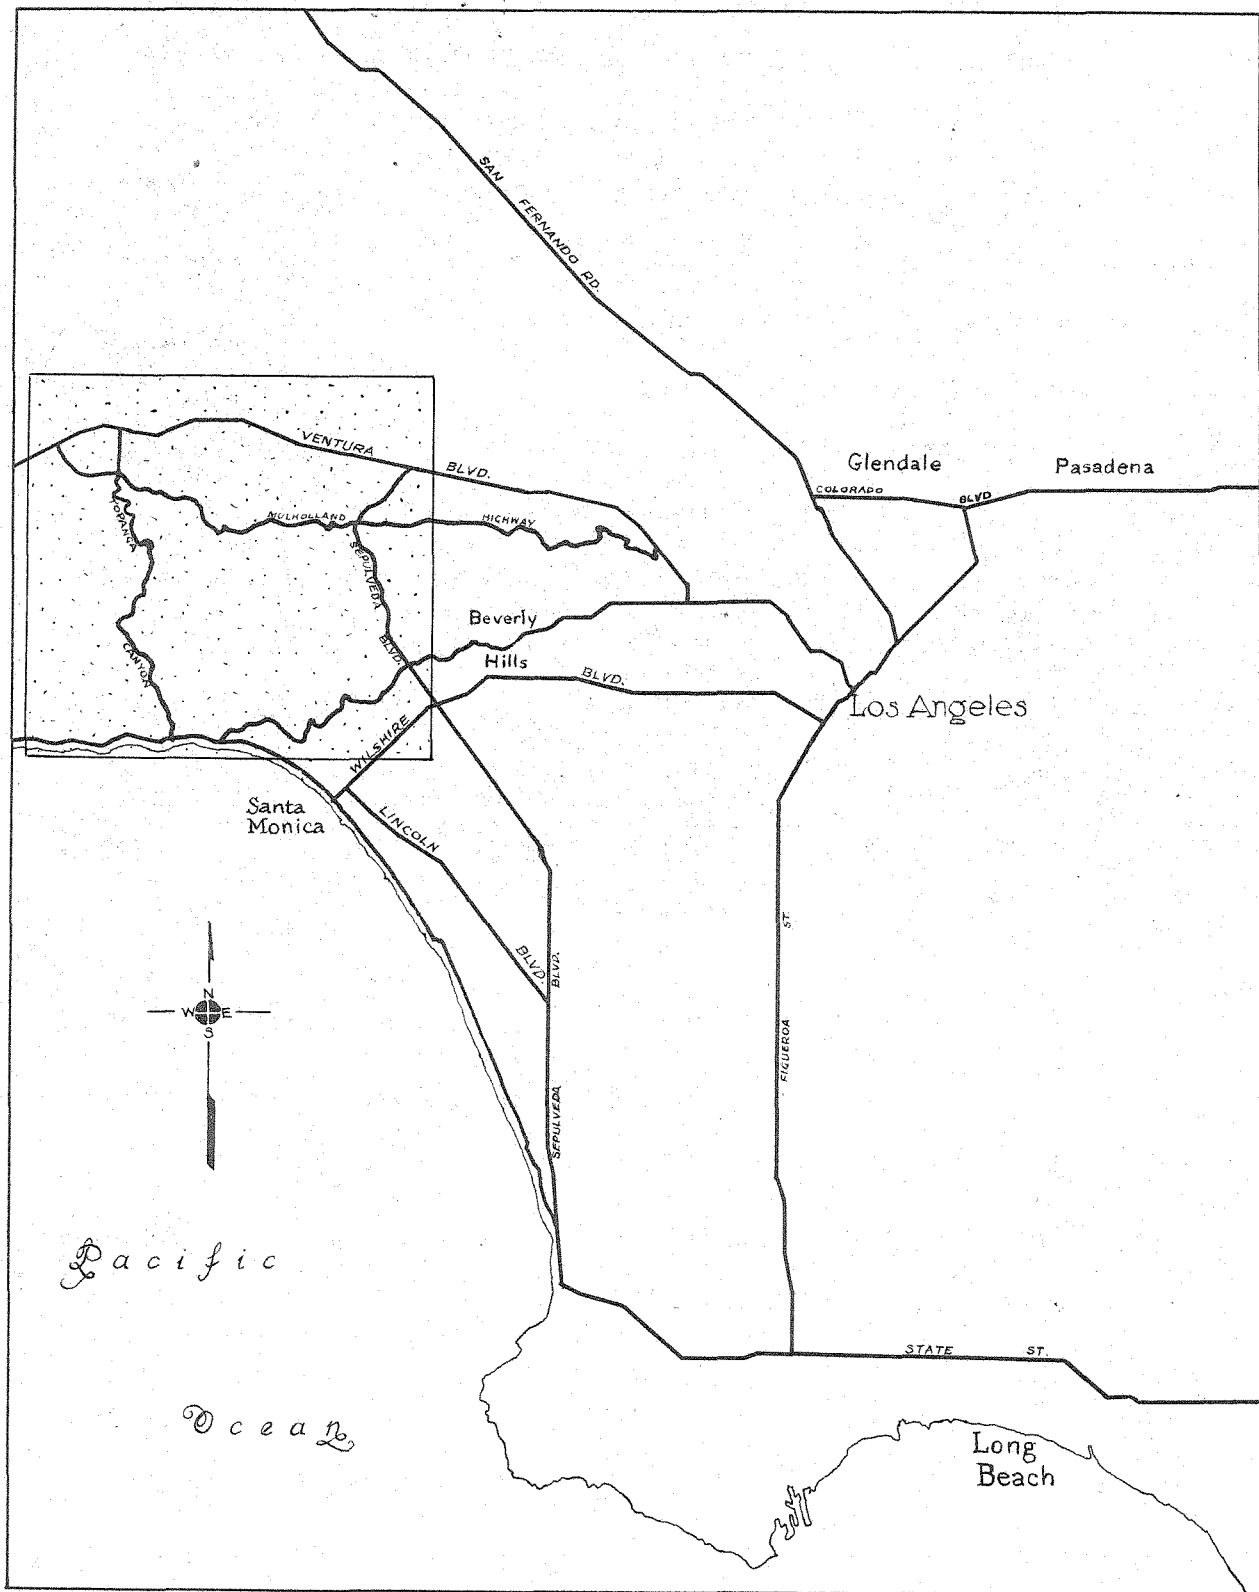 SAN FERNANDO RD.
VENTURA BLVD.
Glendale
Pasadena
COLORADO BLVD
TOPANGA CANYON
MULHOLLAND HIGHWAY
SEPULVEDA BLVD.
Beverly
Hills
WILSHIRE BLVD.
Los Angeles
Santa
Monica
LINCOLN BLVD.
SEPULVEDA BLVD.
FIGUEROA ST.
N
W E
S
Pacific
Ocean
STATE ST.
Long
Beach